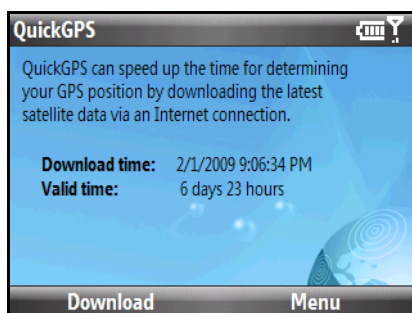 QuickGPS
QuickGPS can speed up the time for determining
your GPS position by downloading the latest
satellite data via an Internet connection.
Download time: 2/1/2009 9:06:34 PM
Valid time: 6 days 23 hours
Download Menu